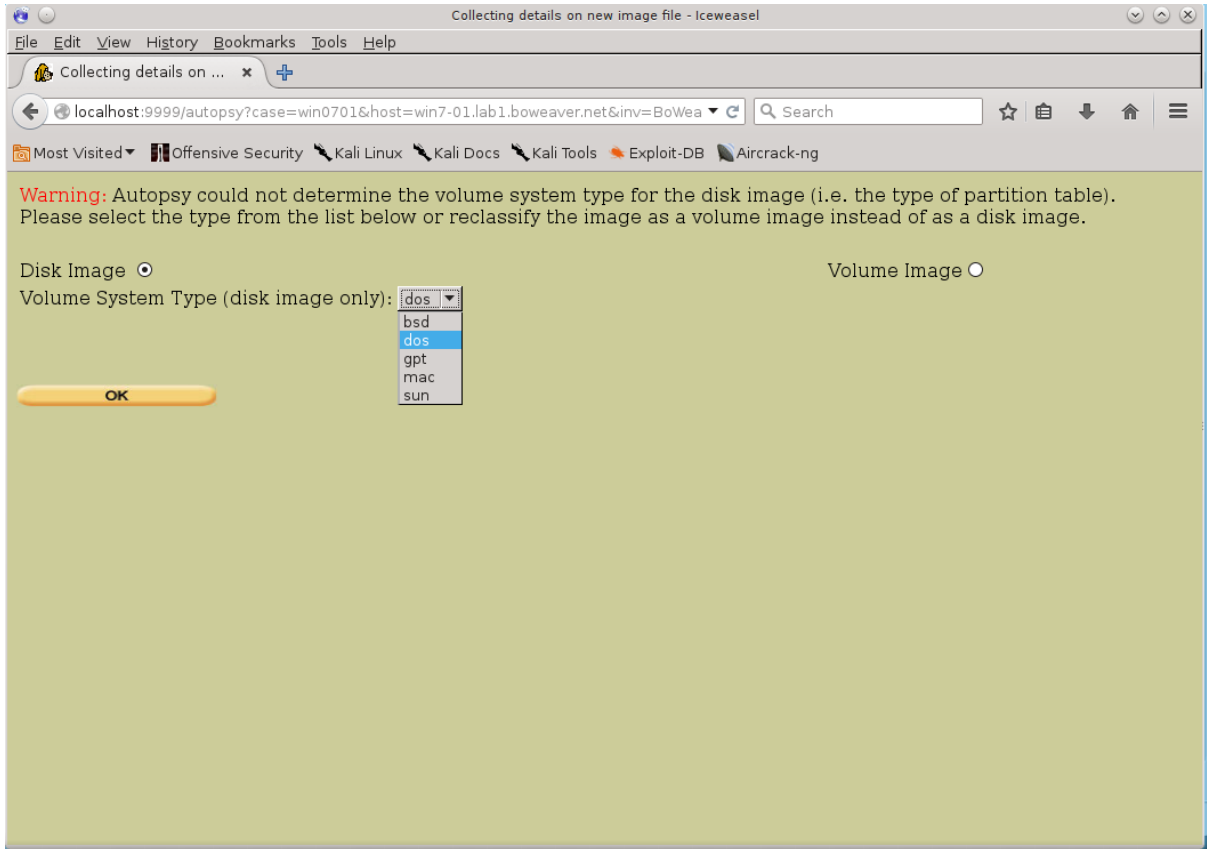 Collecting details on new image file - Iceweasel
File Edit View History Bookmarks Tools Help
Collecting details on ...
localhost:9999/autopsy?case=win0701&host=win7-01.lab1.boweaver.net&inv=BoWea Search
Most Visited Offensive Security Kali Linux Kali Docs Kali Tools Exploit-DB Aircrack-ng
Warning: Autopsy could not determine the volume system type for the disk image (i.e. the type of partition table).
Please select the type from the list below or reclassify the image as a volume image instead of as a disk image.
Disk Image Volume Image
Volume System Type (disk image only): dos
bsd
dos
gpt
mac
sun
OK